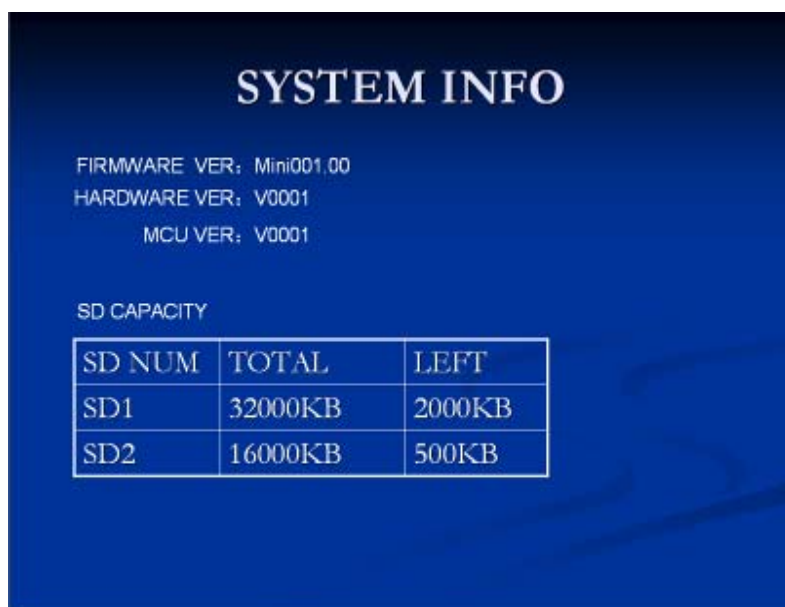 SYSTEM INFO
FIRMWARE VER: Mini001.00
HARDWARE VER: V0001
MCU VER: V0001
SD CAPACITY
SD NUM TOTAL LEFT
SD1 32000KB 2000KB
SD2 16000KB 500KB